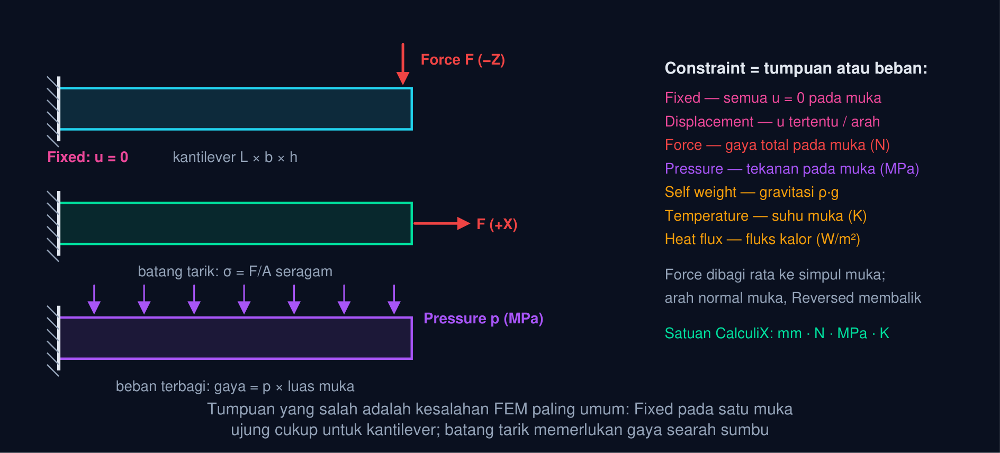 Force F (−Z)
Fixed: u = 0
kantilever L × b × h
F (+X)
batang tarik: σ = F/A seragam
Pressure p (MPa)
beban terbagi: gaya = p × luas muka
Constraint = tumpuan atau beban:
Fixed — semua u = 0 pada muka
Displacement — u tertentu / arah
Force — gaya total pada muka (N)
Pressure — tekanan pada muka (MPa)
Self weight — gravitasi ρ·g
Temperature — suhu muka (K)
Heat flux — fluks kalor (W/m²)
Force dibagi rata ke simpul muka;
arah normal muka, Reversed membalik
Satuan CalculiX: mm · N · MPa · K
Tumpuan yang salah adalah kesalahan FEM paling umum: Fixed pada satu muka
ujung cukup untuk kantilever; batang tarik memerlukan gaya searah sumbu